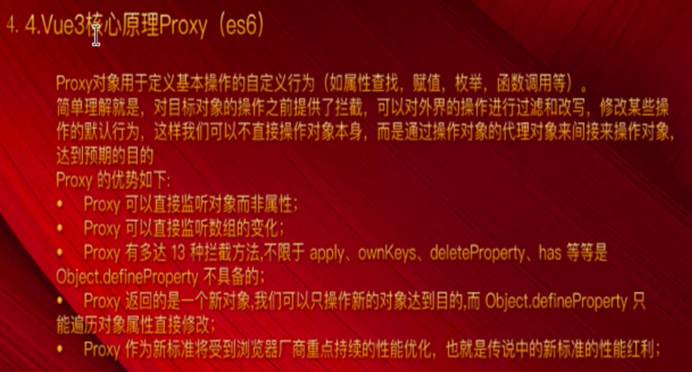 4. 4.Vue3核心原理Proxy（es6）
Proxy对象用于定义基本操作的自定义行为（如属性查找，赋值，枚举，函数调用等）。
简单理解就是，对目标对象的操作之前提供了拦截，可以对外界的操作进行过滤和改写，修改某些操
作的默认行为，这样我们可以不直接操作对象本身，而是通过操作对象的代理对象来间接来操作对象，
达到预期的目的
Proxy 的优势如下:
• Proxy 可以直接监听对象而非属性；
• Proxy 可以直接监听数组的变化；
• Proxy 有多达 13 种拦截方法,不限于 apply、ownKeys、deleteProperty、has 等等是
Object.defineProperty 不具备的；
• Proxy 返回的是一个新对象,我们可以只操作新的对象达到目的,而 Object.defineProperty 只
能遍历对象属性直接修改；
• Proxy 作为新标准将受到浏览器厂商重点持续的性能优化，也就是传说中的新标准的性能红利；